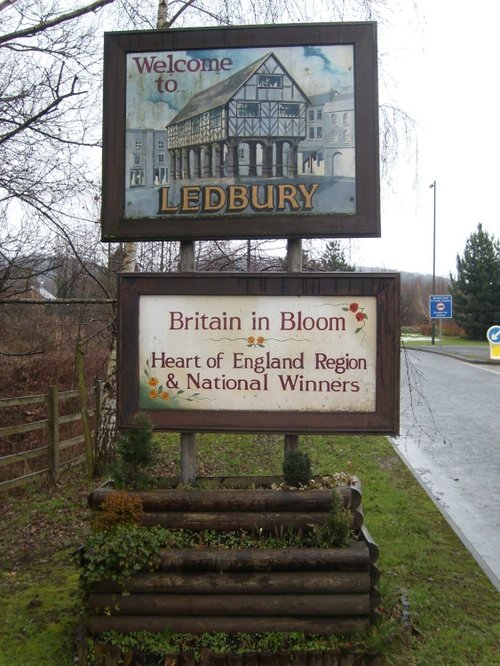 Welcome
to
LEDBURY
Britain in Bloom
Heart of England Region
& National Winners